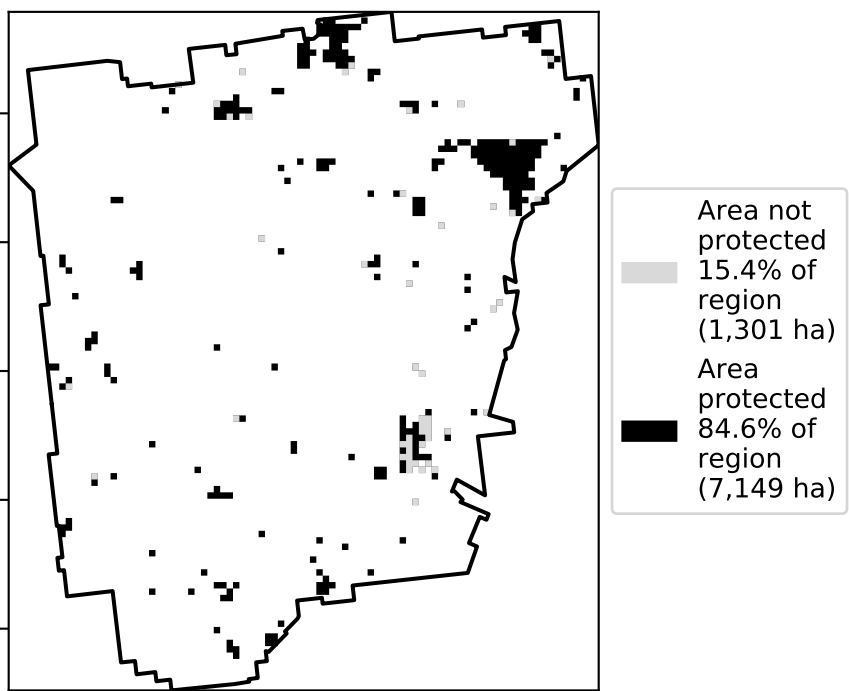 Area not
protected
15.4% of
region
(1,301 ha)
Area
protected
84.6% of
region
(7,149 ha)